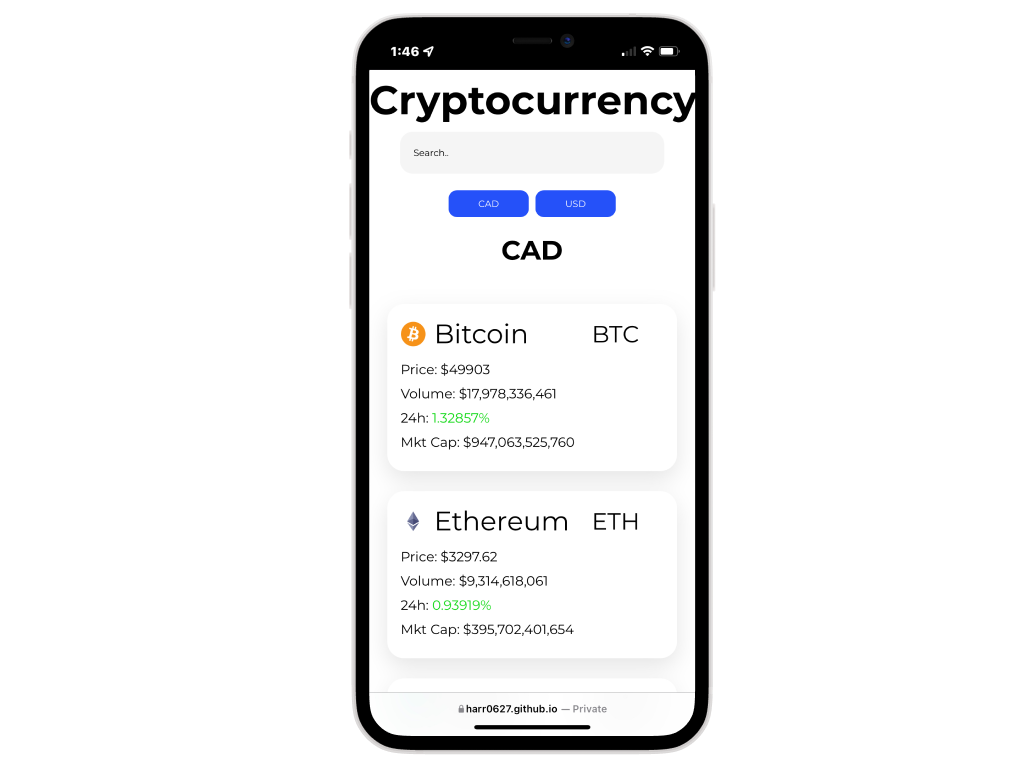 1:46
Cryptocurrency
Search..
CAD USD
CAD
Bitcoin BTC
Price: $49903
Volume: $17,978,336,461
24h: 1.32857%
Mkt Cap: $947,063,525,760
Ethereum ETH
Price: $3297.62
Volume: $9,314,618,061
24h: 0.93919%
Mkt Cap: $395,702,401,654
harr0627.github.io — Private